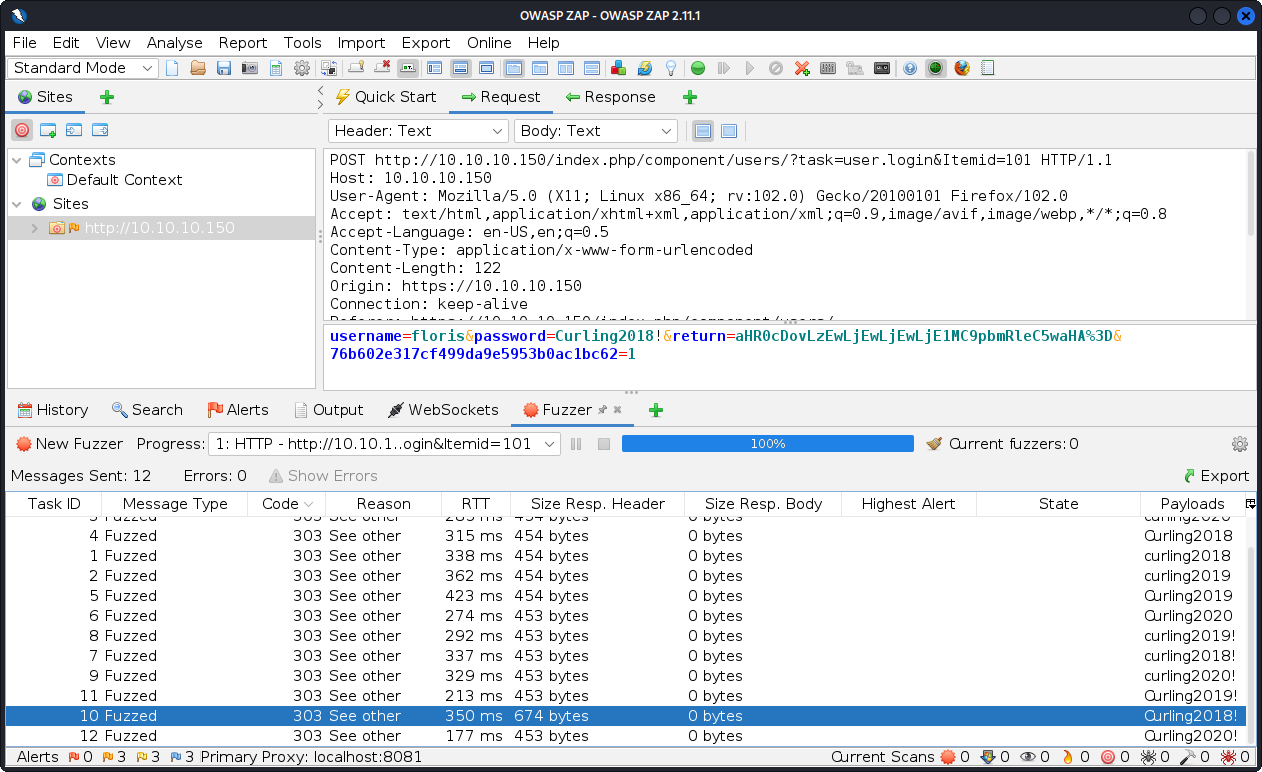 OWASP ZAP - OWASP ZAP 2.11.1
File Edit View Analyse Report Tools Import Export Online Help
Standard Mode
Sites
Quick Start Request Response
Header: Text Body: Text
Contexts
Default Context
Sites
http://10.10.10.150
POST http://10.10.10.150/index.php/component/users/?task=user.login&Itemid=101 HTTP/1.1
Host: 10.10.10.150
User-Agent: Mozilla/5.0 (X11; Linux x86_64; rv:102.0) Gecko/20100101 Firefox/102.0
Accept: text/html,application/xhtml+xml,application/xml;q=0.9,image/avif,image/webp,*/*;q=0.8
Accept-Language: en-US,en;q=0.5
Content-Type: application/x-www-form-urlencoded
Content-Length: 122
Origin: https://10.10.10.150
Connection: keep-alive
Referer: https://10.10.10.150/index.php/component/users/
username=floris&password=Curling2018!&return=aHR0cDovLzEwLjEwLjEwLjE1MC9pbmRleC5waHA%3D&
76b602e317cf499da9e5953b0ac1bc62=1
History Search Alerts Output WebSockets Fuzzer
New Fuzzer Progress: 1: HTTP - http://10.10.1..ogin&Itemid=101 100% Current fuzzers: 0
Messages Sent: 12 Errors: 0 Show Errors Export
Task ID Message Type Code Reason RTT Size Resp. Header Size Resp. Body Highest Alert State Payloads
3 Fuzzed 303 See other 285 ms 454 bytes 0 bytes curling2020
4 Fuzzed 303 See other 315 ms 454 bytes 0 bytes Curling2018
1 Fuzzed 303 See other 338 ms 454 bytes 0 bytes curling2018
2 Fuzzed 303 See other 362 ms 454 bytes 0 bytes curling2019
5 Fuzzed 303 See other 423 ms 454 bytes 0 bytes Curling2019
6 Fuzzed 303 See other 274 ms 453 bytes 0 bytes Curling2020
8 Fuzzed 303 See other 292 ms 453 bytes 0 bytes curling2019!
7 Fuzzed 303 See other 337 ms 453 bytes 0 bytes curling2018!
9 Fuzzed 303 See other 329 ms 453 bytes 0 bytes curling2020!
11 Fuzzed 303 See other 213 ms 453 bytes 0 bytes Curling2019!
10 Fuzzed 303 See other 350 ms 674 bytes 0 bytes Curling2018!
12 Fuzzed 303 See other 177 ms 453 bytes 0 bytes Curling2020!
Alerts 0 3 3 3 Primary Proxy: localhost:8081 Current Scans 0 0 0 0 0 0 0 0